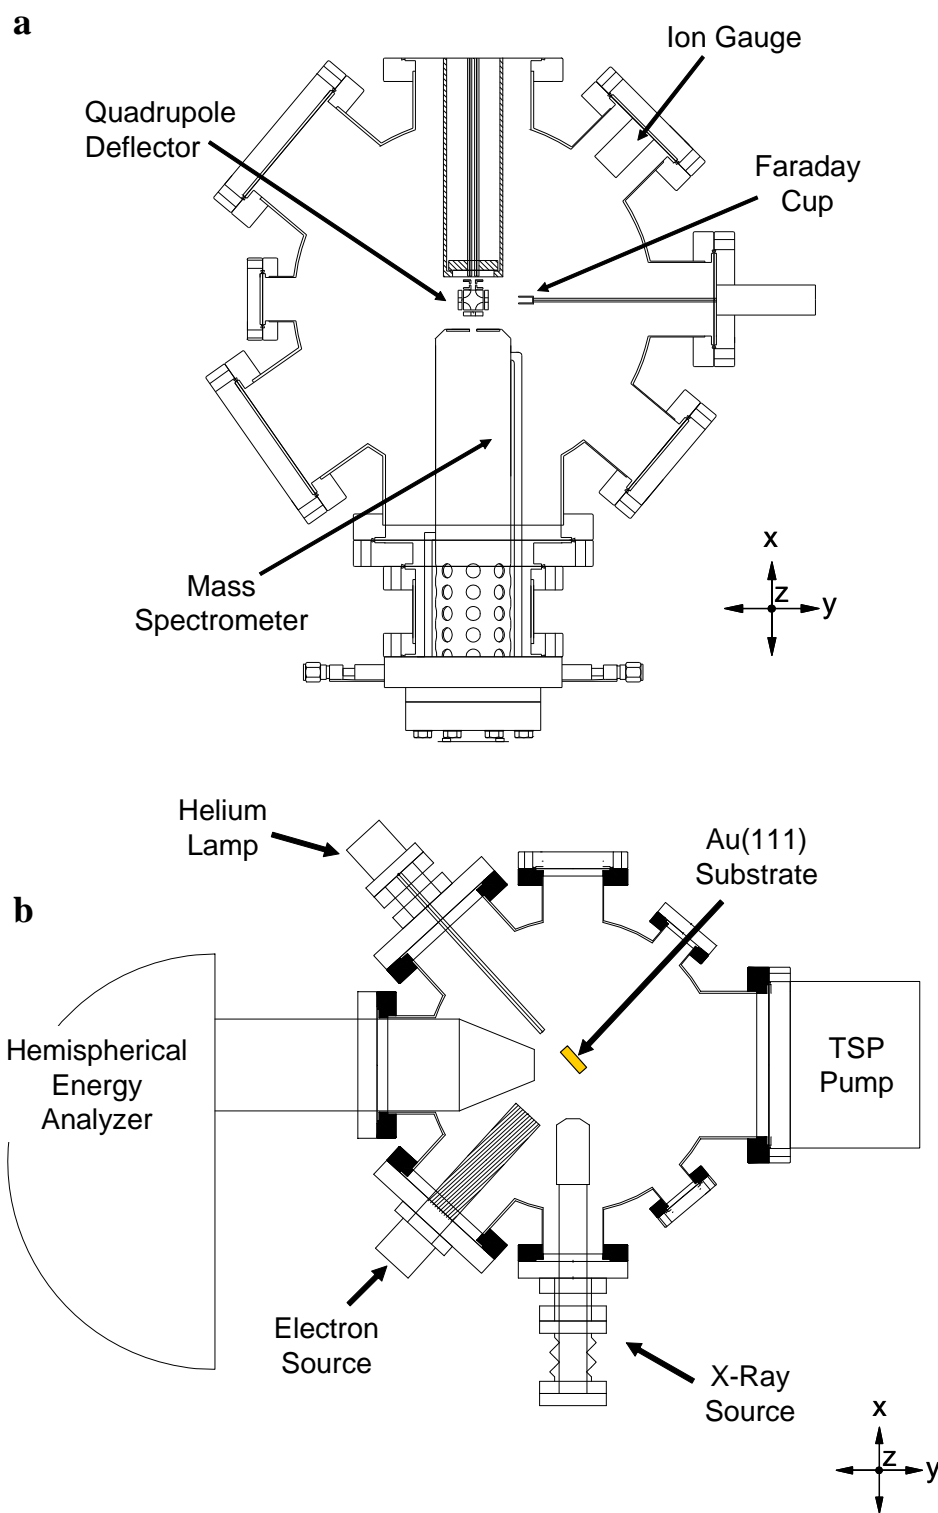 a
Ion Gauge
Quadrupole
Deflector
Faraday
Cup
Mass
Spectrometer
x
z
y
Helium
Lamp
Au(111)
Substrate
b
Hemispherical
Energy
Analyzer
TSP
Pump
Electron
Source
X-Ray
Source
x
z
y